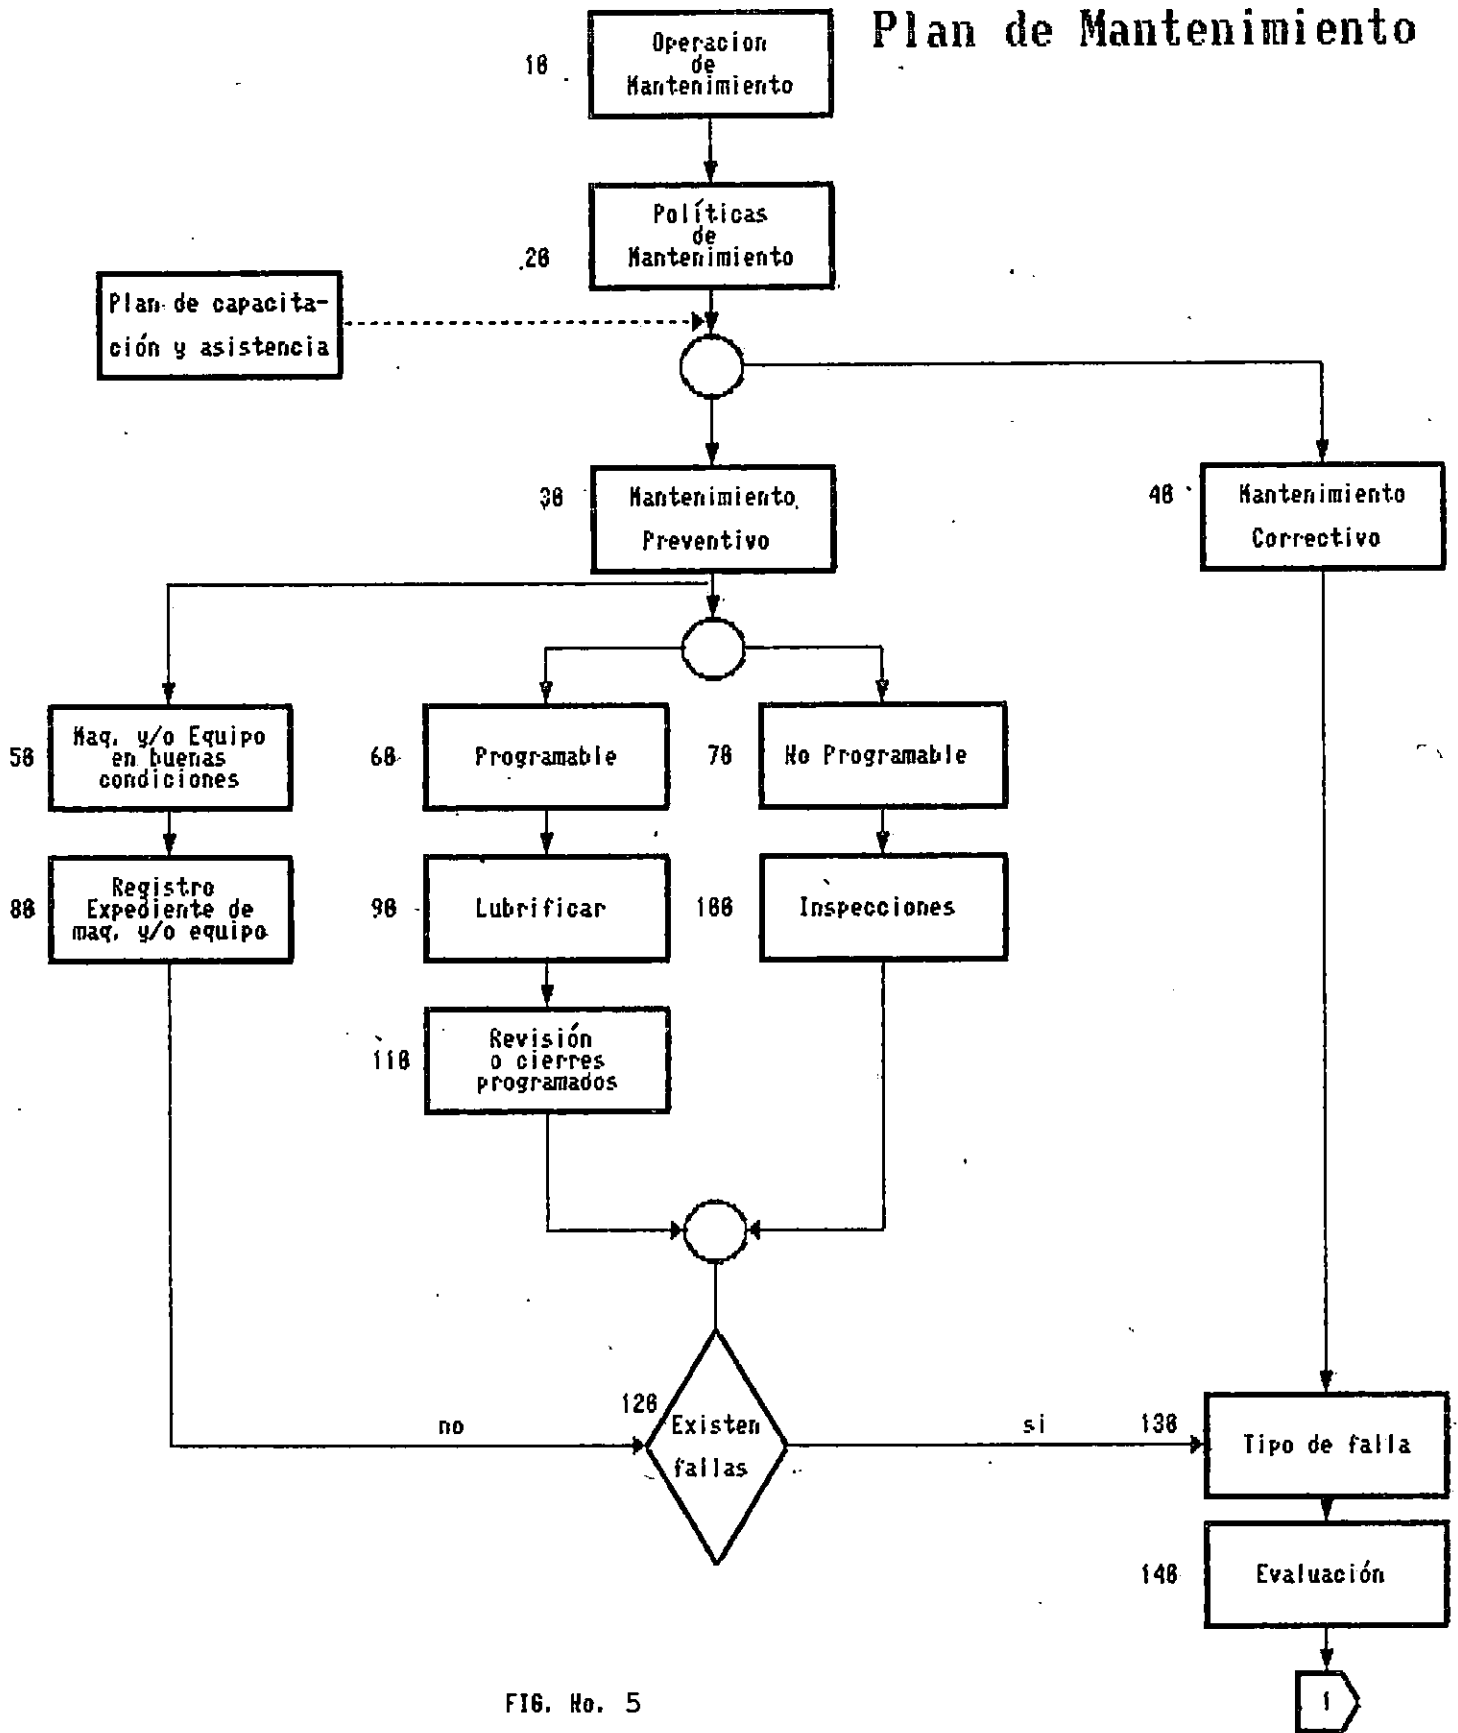 Plan de Mantenimiento
10
Operacion
de
Mantenimiento
20
Políticas
de
Mantenimiento
Plan de capacita-
ción y asistencia
30
Mantenimiento
Preventivo
40
Mantenimiento
Correctivo
50
Maq. y/o Equipo
en buenas
condiciones
60
Programable
70
No Programable
80
Registro
Expediente de
maq. y/o equipo
90
Lubrificar
100
Inspecciones
110
Revisión
o cierres
programados
120
Existen
fallas
no
si
130
Tipo de falla
140
Evaluación
1
FIG. No. 5